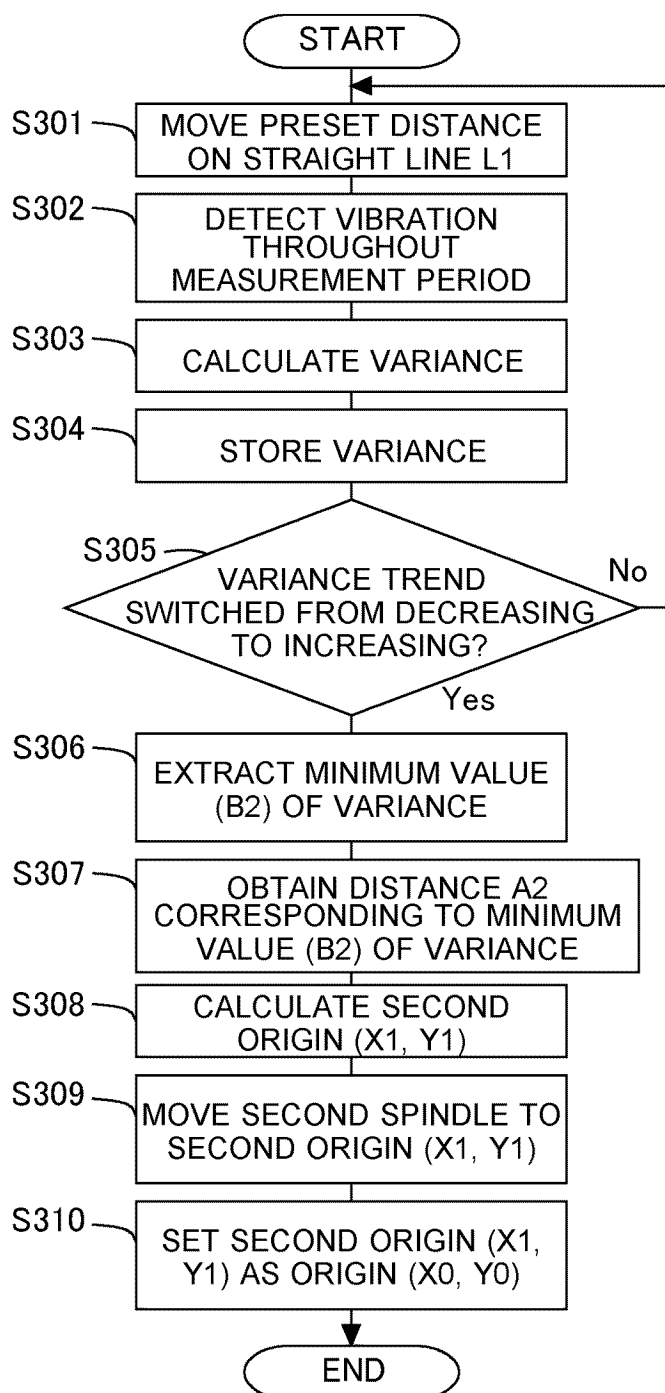 START
S301
MOVE PRESET DISTANCE
ON STRAIGHT LINE L1
S302
DETECT VIBRATION
THROUGHOUT
MEASUREMENT PERIOD
S303
CALCULATE VARIANCE
S304
STORE VARIANCE
S305
VARIANCE TREND
SWITCHED FROM DECREASING
TO INCREASING?
No
Yes
S306
EXTRACT MINIMUM VALUE
(B2) OF VARIANCE
S307
OBTAIN DISTANCE A2
CORRESPONDING TO MINIMUM
VALUE (B2) OF VARIANCE
S308
CALCULATE SECOND
ORIGIN (X1, Y1)
S309
MOVE SECOND SPINDLE TO
SECOND ORIGIN (X1, Y1)
S310
SET SECOND ORIGIN (X1,
Y1) AS ORIGIN (X0, Y0)
END